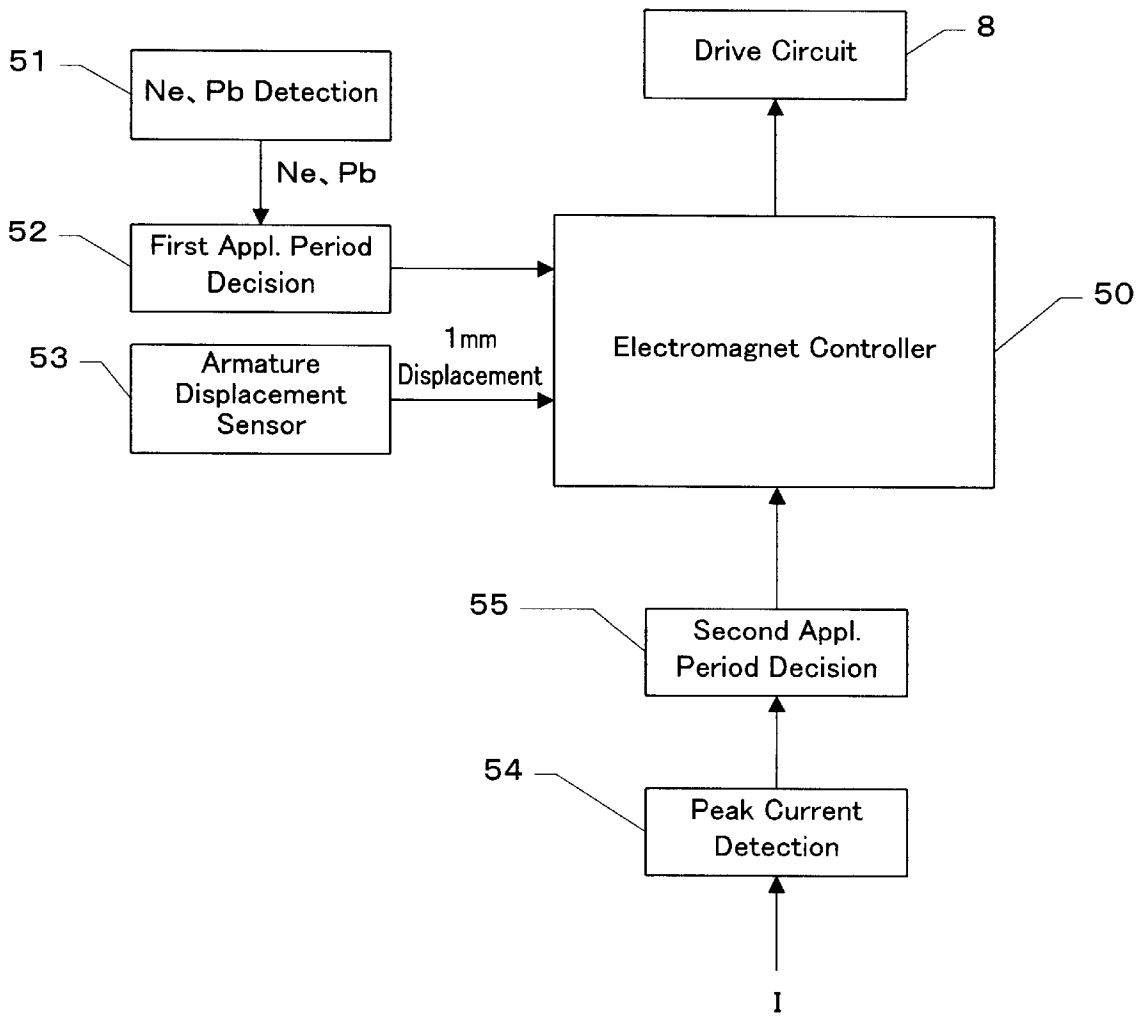 8
Drive Circuit
51
Ne、Pb Detection
Ne、Pb
52
First Appl. Period
Decision
50
Electromagnet Controller
53
Armature
Displacement
Sensor
1mm
Displacement
55
Second Appl.
Period Decision
54
Peak Current
Detection
I